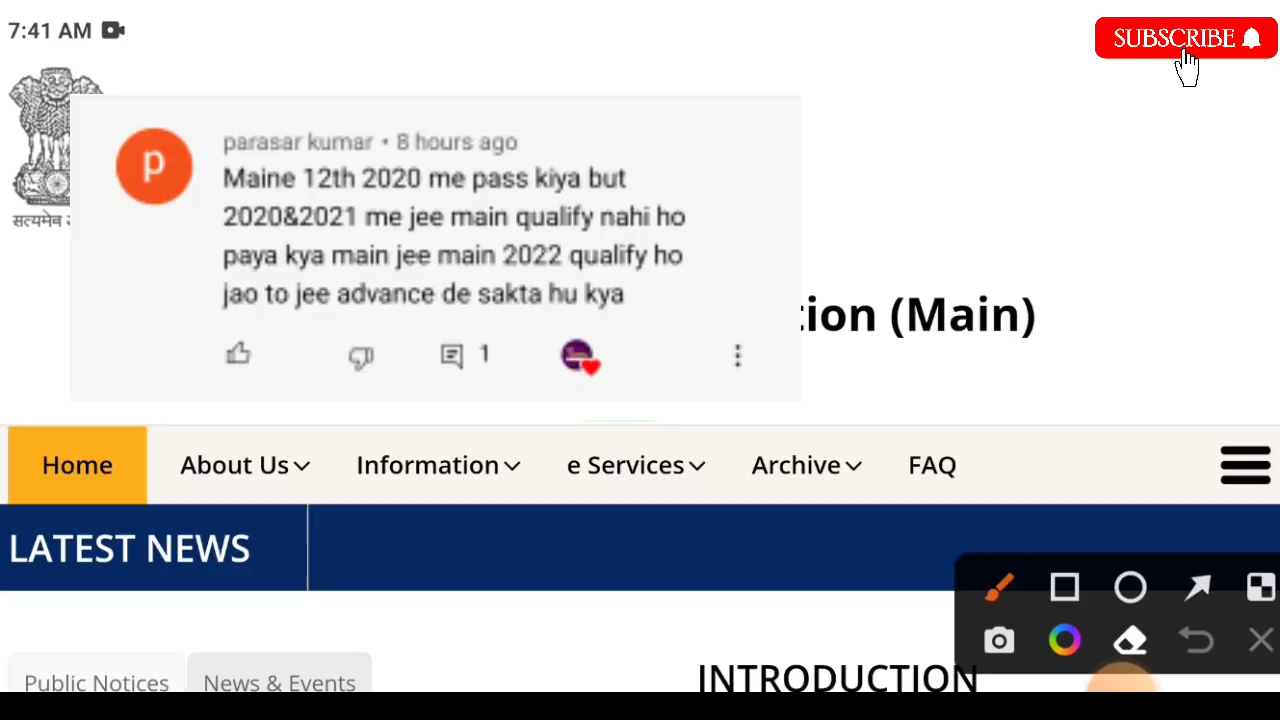 7:41 AM
SUBSCRIBE
सत्यमेव
parasar kumar • 8 hours ago
Maine 12th 2020 me pass kiya but
2020&2021 me jee main qualify nahi ho
paya kya main jee main 2022 qualify ho
jao to jee advance de sakta hu kya
1
tion (Main)
Home About Us Information e Services Archive FAQ
LATEST NEWS
Public Notices News & Events
INTRODUCTION